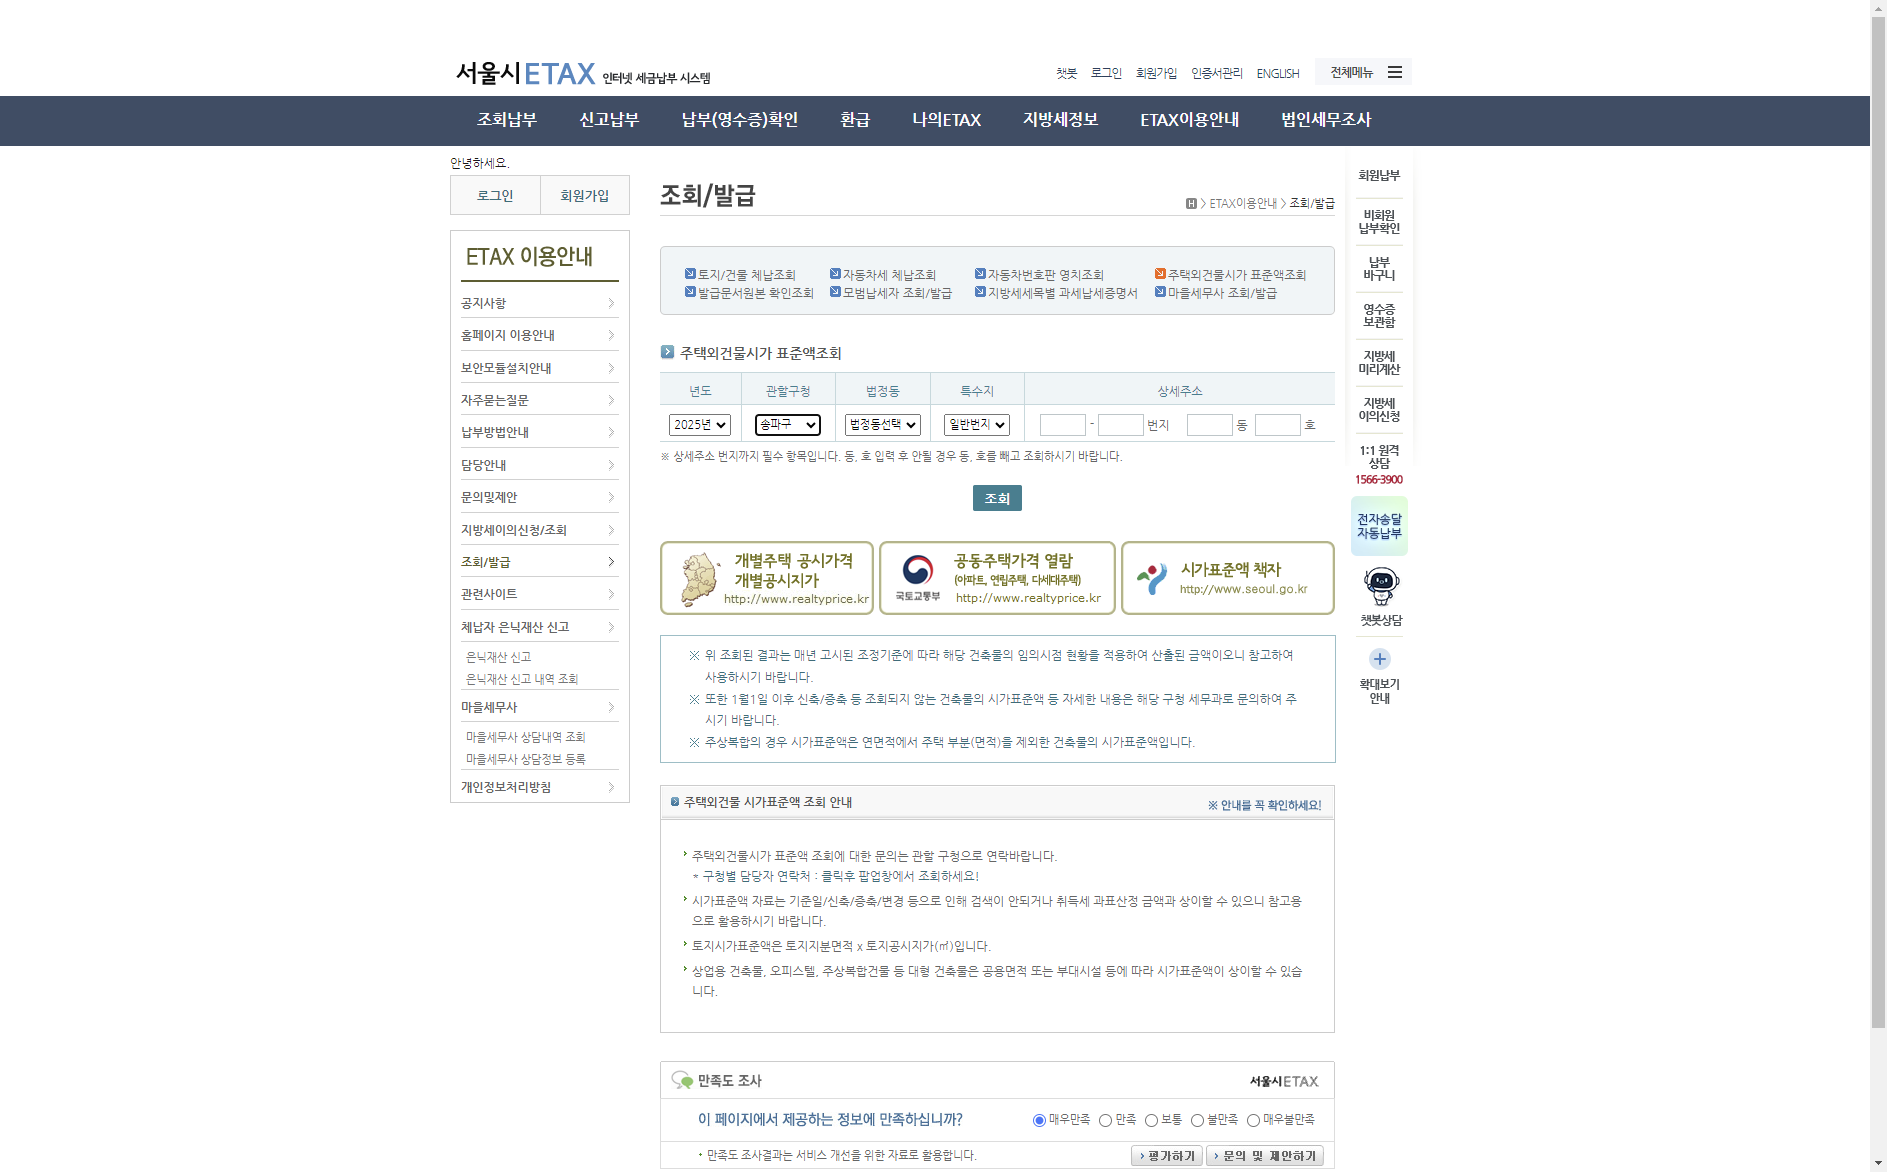 서울시ETAX 인터넷 세금납부 시스템
챗봇 로그인 회원가입 인증서관리 ENGLISH 전체메뉴
조회납부 신고납부 납부(영수증)확인 환급 나의ETAX 지방세정보 ETAX이용안내 법인세무조사
안녕하세요.
로그인 회원가입
ETAX 이용안내
공지사항
홈페이지 이용안내
보안모듈설치안내
자주묻는질문
납부방법안내
담당안내
문의및제안
지방세이의신청/조회
조회/발급
관련사이트
체납자 은닉재산 신고
은닉재산 신고
은닉재산 신고 내역 조회
마을세무사
마을세무사 상담내역 조회
마을세무사 상담정보 등록
개인정보처리방침
조회/발급
H > ETAX이용안내 > 조회/발급
토지/건물 체납조회 자동차세 체납조회 자동차번호판 영치조회 주택외건물시가 표준액조회
발급문서원본 확인조회 모범납세자 조회/발급 지방세세목별 과세납세증명서 마을세무사 조회/발급
주택외건물시가 표준액조회
년도 관할구청 법정동 특수지 상세주소
2025년 송파구 법정동선택 일반번지 - 번지 동 호
※ 상세주소 번지까지 필수 항목입니다. 동, 호 입력 후 안될 경우 동, 호를 빼고 조회하시기 바랍니다.
조회
개별주택 공시가격
개별공시지가
http://www.realtyprice.kr
국토교통부
공동주택가격 열람
(아파트, 연립주택, 다세대주택)
http://www.realtyprice.kr
시가표준액 책자
http://www.seoul.go.kr
※ 위 조회된 결과는 매년 고시된 조정기준에 따라 해당 건축물의 임의시점 현황을 적용하여 산출된 금액이오니 참고하여
사용하시기 바랍니다.
※ 또한 1월1일 이후 신축/증축 등 조회되지 않는 건축물의 시가표준액 등 자세한 내용은 해당 구청 세무과로 문의하여 주
시기 바랍니다.
※ 주상복합의 경우 시가표준액은 연면적에서 주택 부분(면적)을 제외한 건축물의 시가표준액입니다.
주택외건물 시가표준액 조회 안내
※ 안내를 꼭 확인하세요!
주택외건물시가 표준액 조회에 대한 문의는 관할 구청으로 연락바랍니다.
* 구청별 담당자 연락처 : 클릭후 팝업창에서 조회하세요!
시가표준액 자료는 기준일/신축/증축/변경 등으로 인해 검색이 안되거나 취득세 과표산정 금액과 상이할 수 있으니 참고용
으로 활용하시기 바랍니다.
토지시가표준액은 토지지분면적 x 토지공시지가(㎡)입니다.
상업용 건축물, 오피스텔, 주상복합건물 등 대형 건축물은 공용면적 또는 부대시설 등에 따라 시가표준액이 상이할 수 있습
니다.
만족도 조사
서울시ETAX
이 페이지에서 제공하는 정보에 만족하십니까?
매우만족 만족 보통 불만족 매우불만족
만족도 조사결과는 서비스 개선을 위한 자료로 활용합니다.
평가하기 문의 및 제안하기
회원납부
비회원
납부확인
납부
바구니
영수증
보관함
지방세
미리계산
지방세
이의신청
1:1 원격
상담
1566-3900
전자송달
자동납부
챗봇상담
확대보기
안내